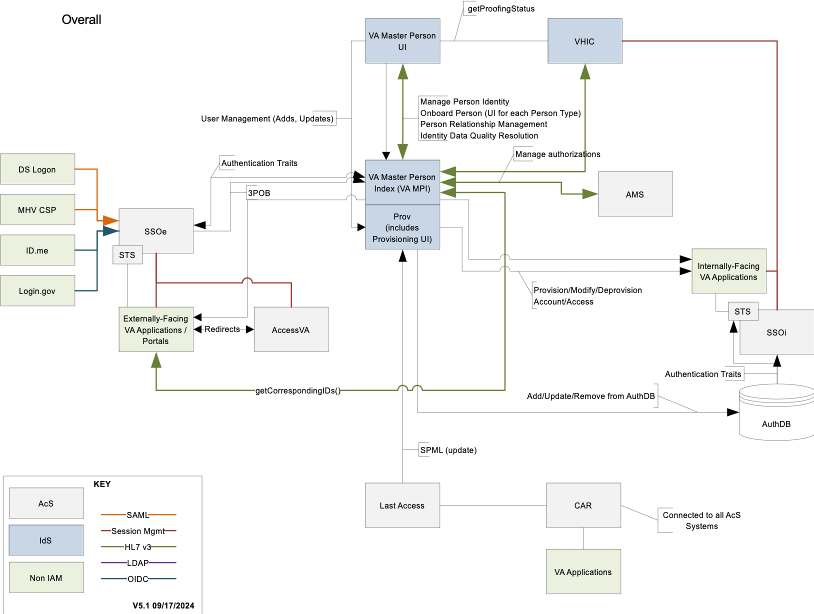 Overall
getProofingStatus
VA Master Person
UI
VHIC
User Management (Adds, Updates)
Manage Person Identity
Onboard Person (UI for each Person Type)
Person Relationship Management
Identity Data Quality Resolution
Manage authorizations
Authentication Traits
3POB
VA Master Person
Index (VA MPI)
AMS
DS Logon
MHV CSP
ID.me
Login.gov
SSOe
STS
Prov
(includes
Provisioning UI)
Internally-Facing
VA Applications
Provision/Modify/Deprovision
Account/Access
STS
SSOi
Externally-Facing
VA Applications /
Portals
Redirects
AccessVA
Authentication Traits
getCorrespondingIDs()
Add/Update/Remove from AuthDB
AuthDB
SPML (update)
Last Access
CAR
Connected to all AcS
Systems
VA Applications
KEY
AcS
IdS
Non IAM
SAML
Session Mgmt
HL7 v3
LDAP
OIDC
V5.1 09/17/2024